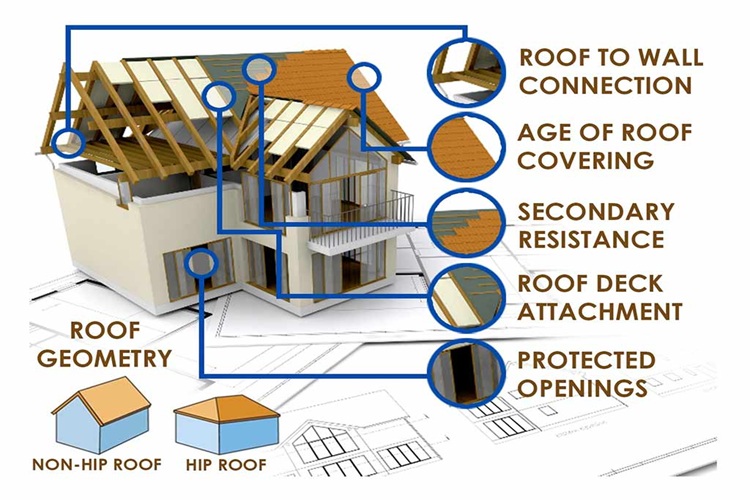 ROOF TO WALL
CONNECTION
AGE OF ROOF
COVERING
SECONDARY
RESISTANCE
ROOF DECK
ATTACHMENT
PROTECTED
OPENINGS
ROOF
GEOMETRY
NON-HIP ROOF
HIP ROOF